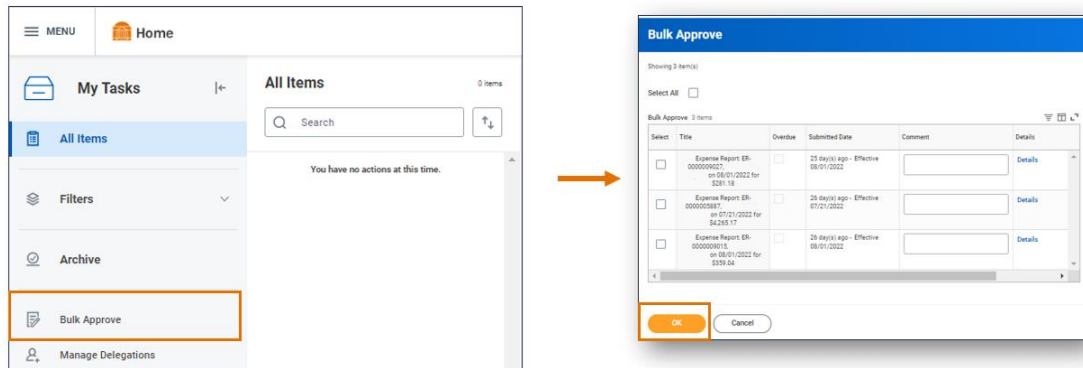 MENU
Home
My Tasks
All Items
Filters
Archive
Bulk Approve
Manage Delegations
All Items
0 items
Search
You have no actions at this time.
Bulk Approve
Showing 3 item(s)
Select All
Bulk Approve 3 items
Select Title Overdue Submitted Date Comment Details
Expense Report: ER-
0000009027,
on 08/01/2022 for
$281.18
25 day(s) ago - Effective
08/01/2022
Details
Expense Report: ER-
0000005887,
on 07/21/2022 for
$4,265.17
26 day(s) ago - Effective
07/21/2022
Details
Expense Report: ER-
0000009015,
on 08/01/2022 for
$359.04
26 day(s) ago - Effective
08/01/2022
Details
OK
Cancel